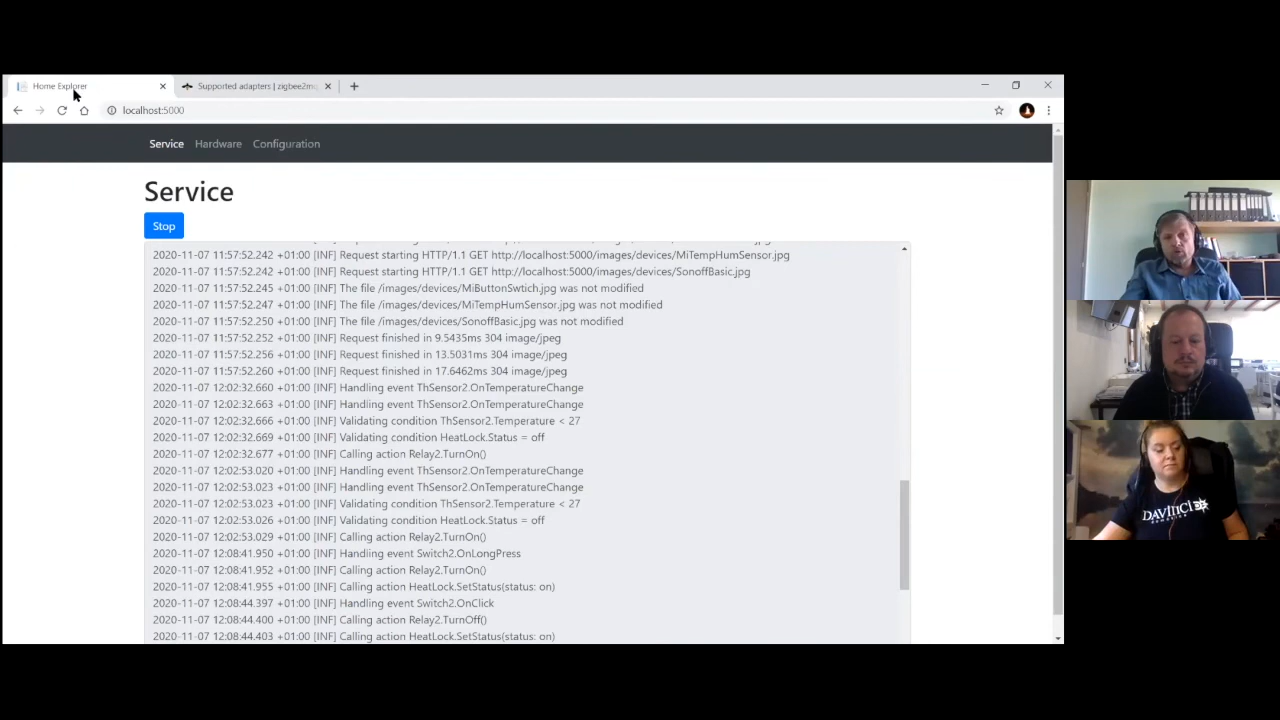 Home Explorer
Supported adapters | zigbee2mq
localhost:5000
Service Hardware Configuration
Service
Stop
2020-11-07 11:57:52.242 +01:00 [INF] Request starting HTTP/1.1 GET http://localhost:5000/images/devices/MiTempHumSensor.jpg
2020-11-07 11:57:52.242 +01:00 [INF] Request starting HTTP/1.1 GET http://localhost:5000/images/devices/SonoffBasic.jpg
2020-11-07 11:57:52.245 +01:00 [INF] The file /images/devices/MiButtonSwtich.jpg was not modified
2020-11-07 11:57:52.247 +01:00 [INF] The file /images/devices/MiTempHumSensor.jpg was not modified
2020-11-07 11:57:52.250 +01:00 [INF] The file /images/devices/SonoffBasic.jpg was not modified
2020-11-07 11:57:52.252 +01:00 [INF] Request finished in 9.5435ms 304 image/jpeg
2020-11-07 11:57:52.256 +01:00 [INF] Request finished in 13.5031ms 304 image/jpeg
2020-11-07 11:57:52.260 +01:00 [INF] Request finished in 17.6462ms 304 image/jpeg
2020-11-07 12:02:32.660 +01:00 [INF] Handling event ThSensor2.OnTemperatureChange
2020-11-07 12:02:32.663 +01:00 [INF] Handling event ThSensor2.OnTemperatureChange
2020-11-07 12:02:32.666 +01:00 [INF] Validating condition ThSensor2.Temperature < 27
2020-11-07 12:02:32.669 +01:00 [INF] Validating condition HeatLock.Status = off
2020-11-07 12:02:32.677 +01:00 [INF] Calling action Relay2.TurnOn()
2020-11-07 12:02:53.020 +01:00 [INF] Handling event ThSensor2.OnTemperatureChange
2020-11-07 12:02:53.023 +01:00 [INF] Handling event ThSensor2.OnTemperatureChange
2020-11-07 12:02:53.023 +01:00 [INF] Validating condition ThSensor2.Temperature < 27
2020-11-07 12:02:53.026 +01:00 [INF] Validating condition HeatLock.Status = off
2020-11-07 12:02:53.029 +01:00 [INF] Calling action Relay2.TurnOn()
2020-11-07 12:08:41.950 +01:00 [INF] Handling event Switch2.OnLongPress
2020-11-07 12:08:41.952 +01:00 [INF] Calling action Relay2.TurnOn()
2020-11-07 12:08:41.955 +01:00 [INF] Calling action HeatLock.SetStatus(status: on)
2020-11-07 12:08:44.397 +01:00 [INF] Handling event Switch2.OnClick
2020-11-07 12:08:44.400 +01:00 [INF] Calling action Relay2.TurnOff()
2020-11-07 12:08:44.403 +01:00 [INF] Calling action HeatLock.SetStatus(status: on)
DAVINCI